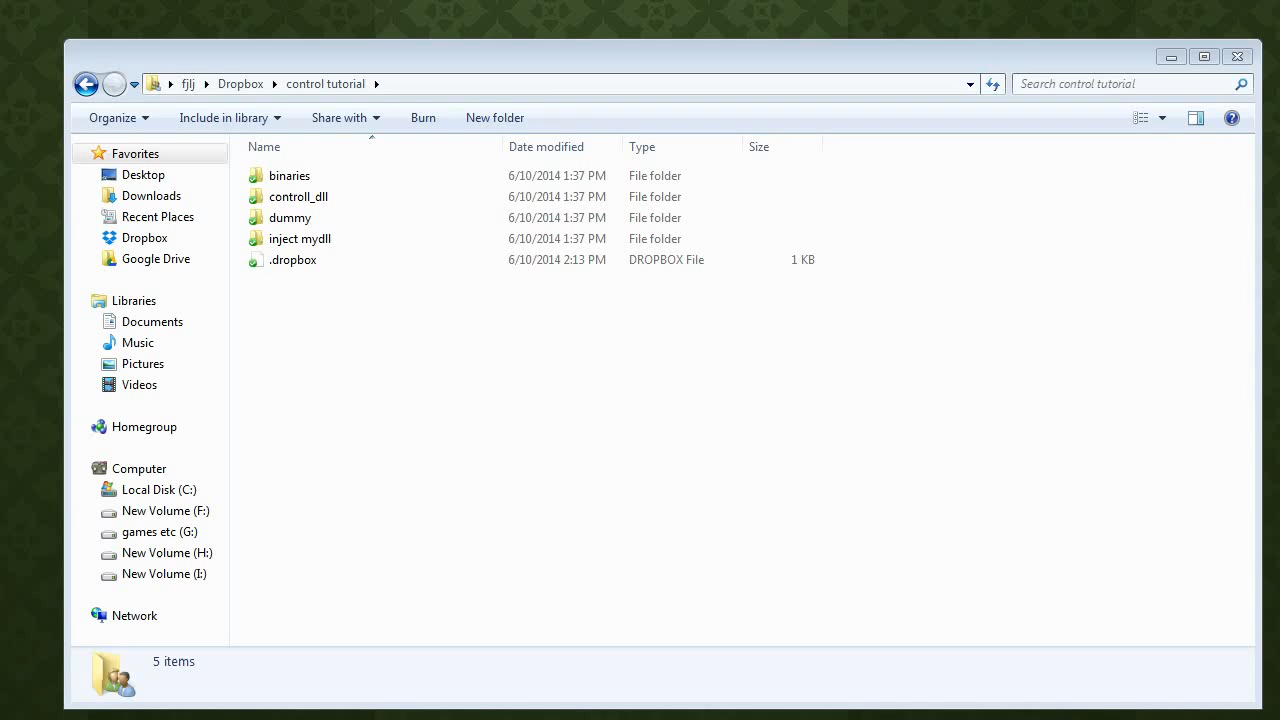 fjlj Dropbox control tutorial
Search control tutorial
Organize Include in library Share with Burn New folder
Name Date modified Type Size
Favorites
Desktop
Downloads
Recent Places
Dropbox
Google Drive
Libraries
Documents
Music
Pictures
Videos
Homegroup
Computer
Local Disk (C:)
New Volume (F:)
games etc (G:)
New Volume (H:)
New Volume (I:)
Network
binaries 6/10/2014 1:37 PM File folder
controll_dll 6/10/2014 1:37 PM File folder
dummy 6/10/2014 1:37 PM File folder
inject mydll 6/10/2014 1:37 PM File folder
.dropbox 6/10/2014 2:13 PM DROPBOX File 1 KB
5 items